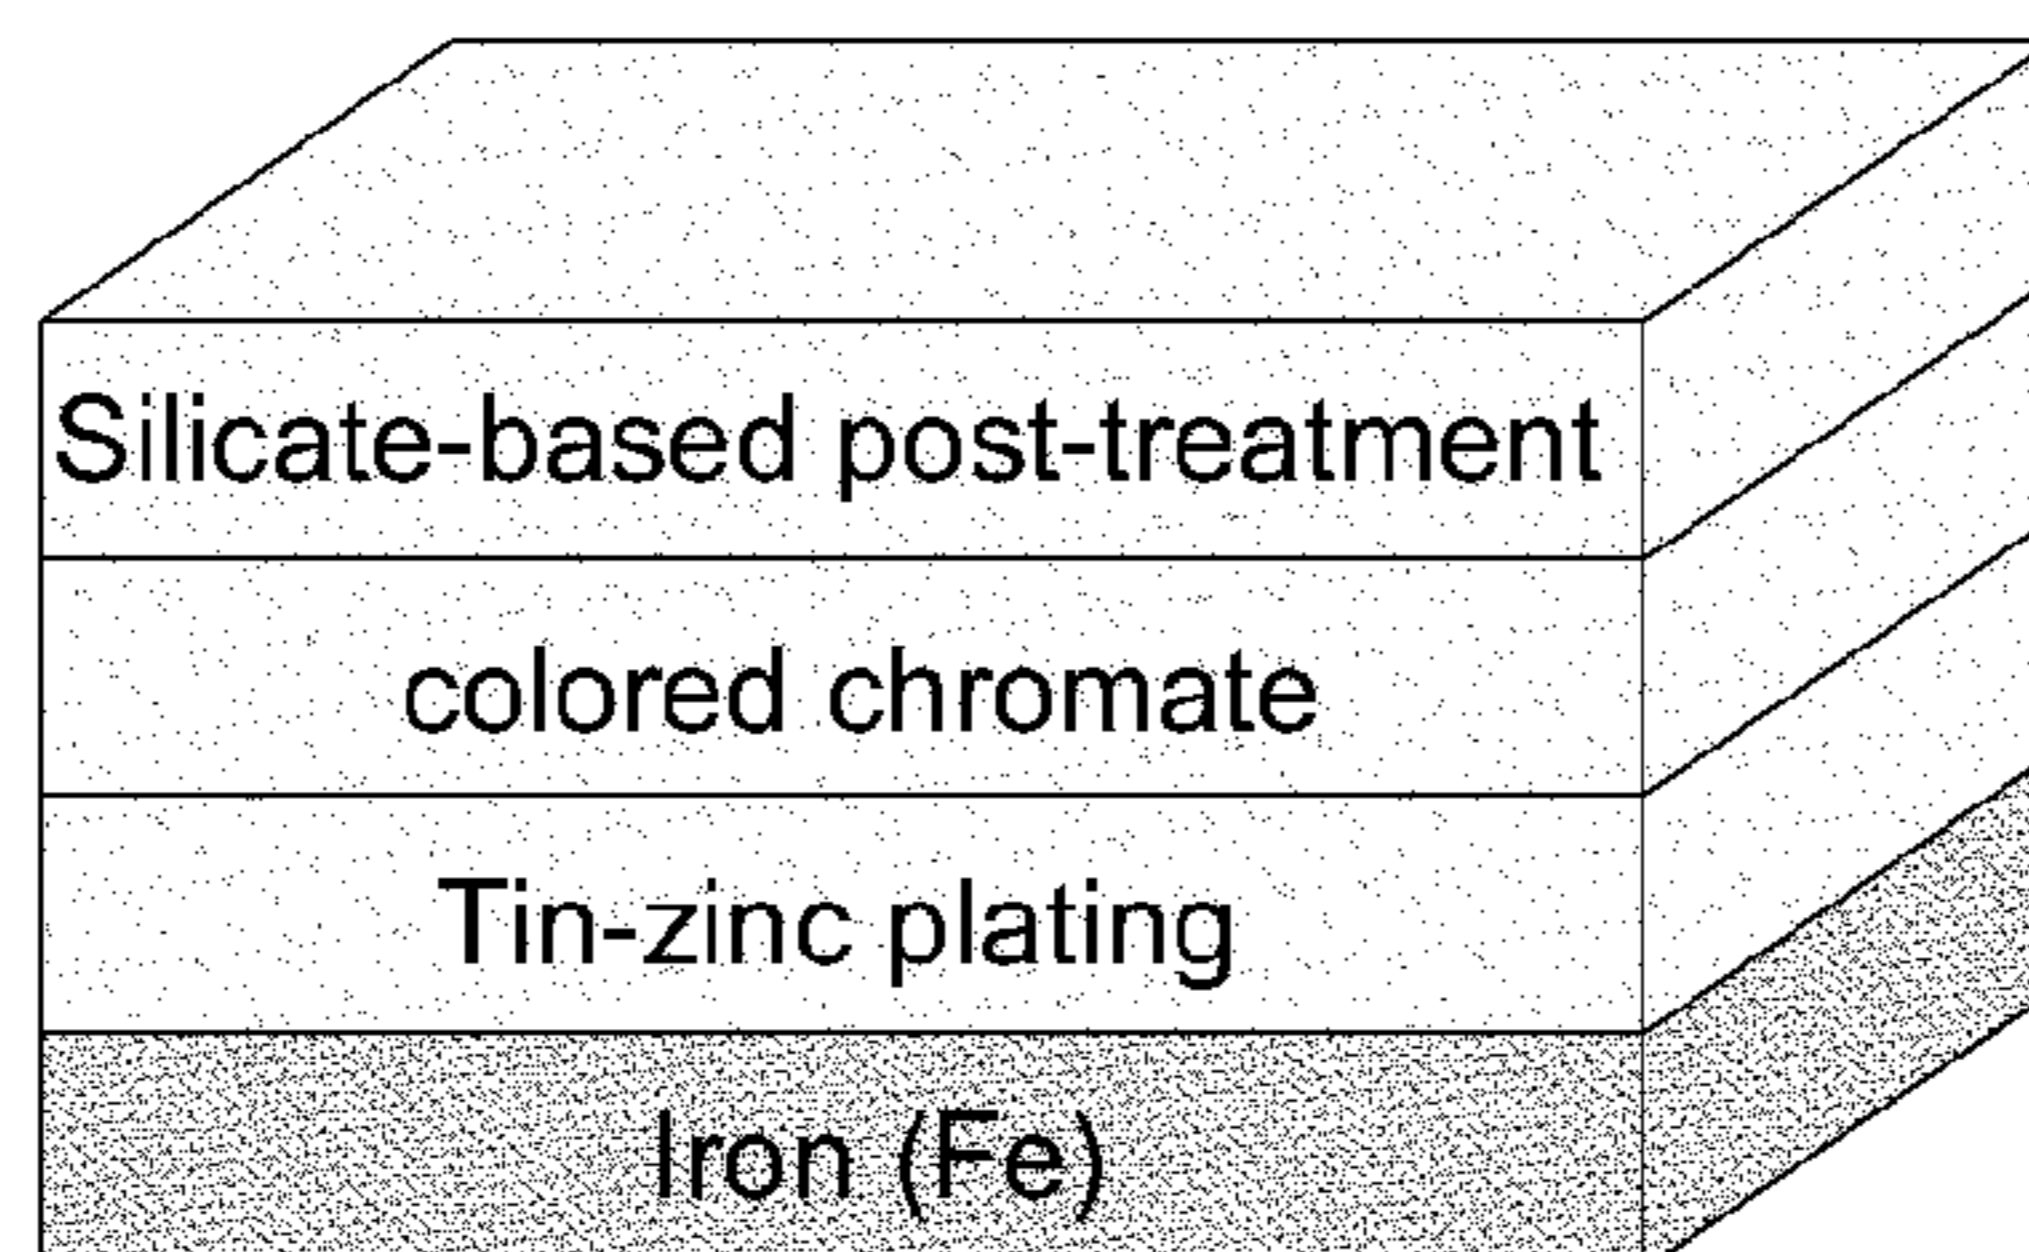 Silicate-based post-treatment
colored chromate
Tin-zinc plating
Iron (Fe)